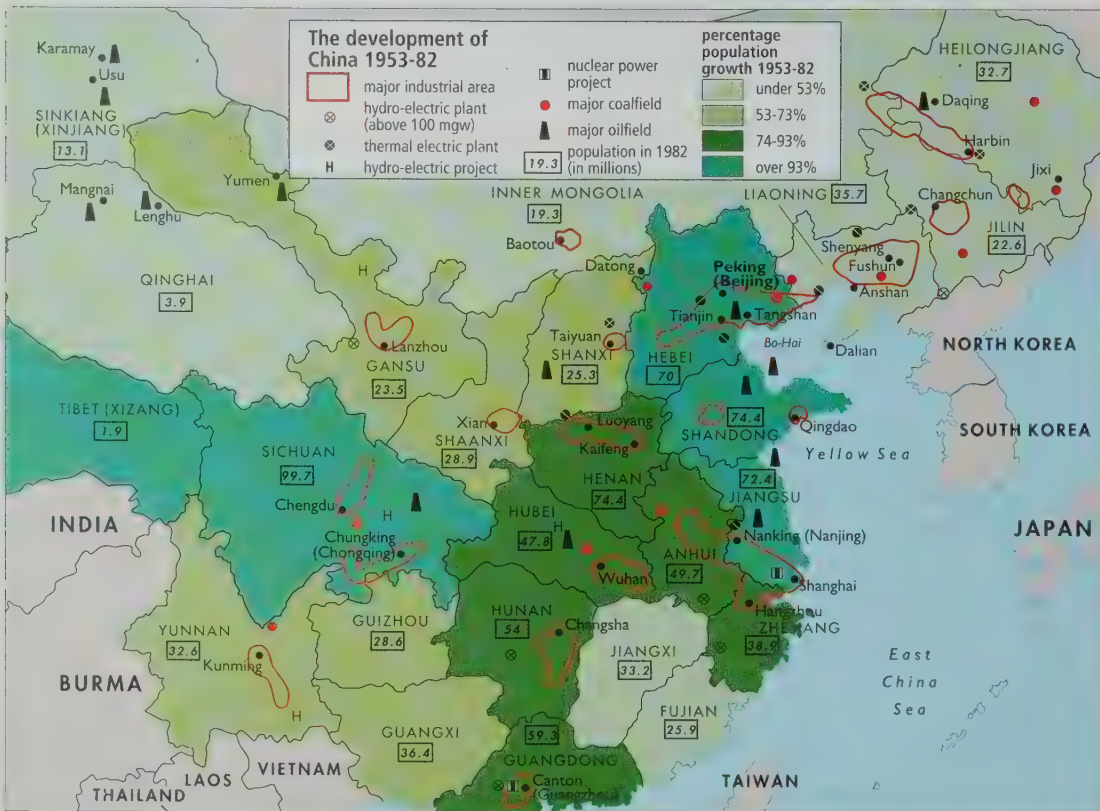 The development of
China 1953-82
major industrial area
hydro-electric plant
(above 100 mgw)
thermal electric plant
H hydro-electric project
nuclear power
project
major coalfield
major oilfield
19.3 population in 1982
(in millions)
percentage
population
growth 1953-82
under 53%
53-73%
74-93%
over 93%
Karamay
Usu
SINKIANG
(XINJIANG)
13.1
Mangnai
Lenghu
Yumen
QINGHAI
3.9
H
Lanzhou
GANSU
23.5
INNER MONGOLIA
19.3
Baotou
Datong
HEILONGJIANG
32.7
Daqing
Harbin
Jixi
LIAONING 35.7
Changchun
JILIN
22.6
Shenyang
Fushun
Anshan
Peking
(Beijing)
Tianjin
Tangshan
HEBEI
70
Bo-Hai
Dalian
NORTH KOREA
SOUTH KOREA
Taiyuan
SHANXI
25.3
Xian
SHAANXI
28.9
Luoyang
Kaifeng
HENAN
74.4
74.4
SHANDONG
Qingdao
Yellow Sea
72.4
JIANGSU
Nanking (Nanjing)
Shanghai
JAPAN
TIBET (XIZANG)
1.9
SICHUAN
99.7
Chengdu
H
Chungking
(Chongqing)
HUBEI
47.8
H
Wuhan
ANHUI
49.7
Hangzhou
ZHEJIANG
38.9
INDIA
BURMA
YUNNAN
32.6
Kunming
H
GUIZHOU
28.6
HUNAN
54
Changsha
JIANGXI
33.2
FUJIAN
25.9
East
China
Sea
GUANGXI
36.4
59.3
GUANGDONG
Canton
(Guangzhou)
TAIWAN
LAOS
VIETNAM
THAILAND